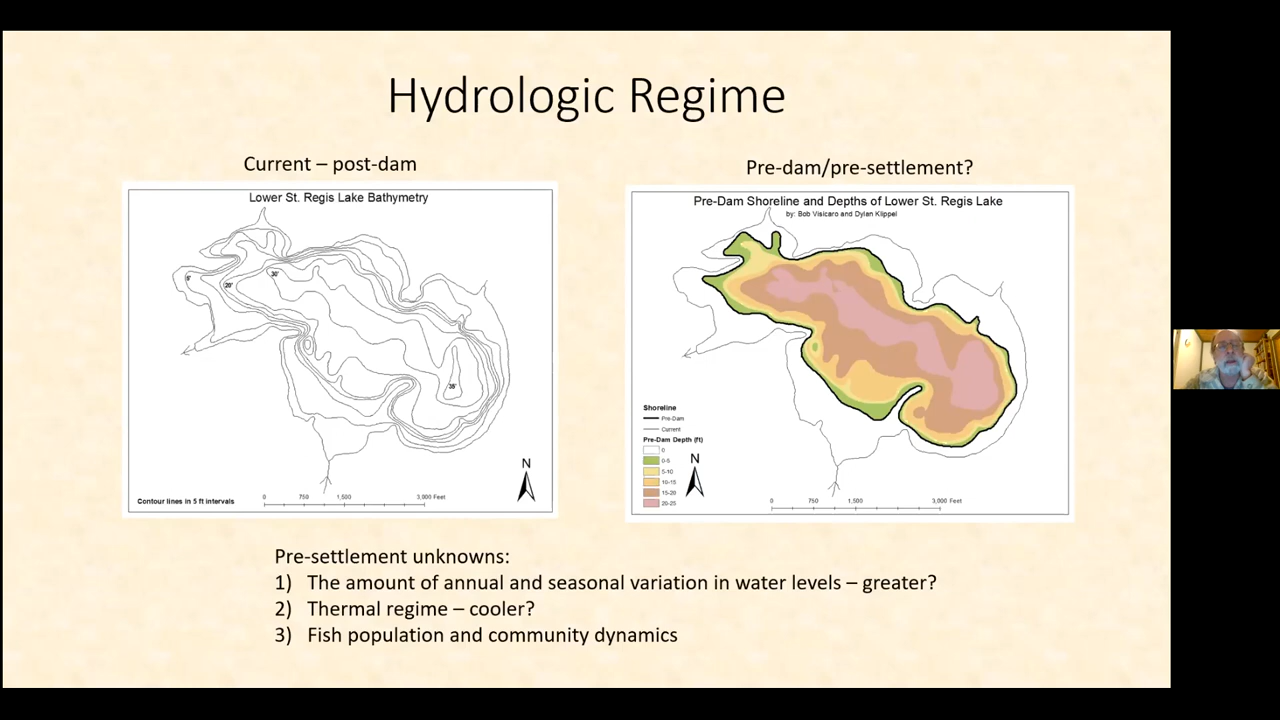 Hydrologic Regime
Current – post-dam
Pre-dam/pre-settlement?
Lower St. Regis Lake Bathymetry
5'
20'
30'
35'
N
Contour lines in 5 ft intervals
0 750 1,500 3,000 Feet
Pre-Dam Shoreline and Depths of Lower St. Regis Lake
by: Bob Visicaro and Dylan Klippel
Shoreline
Pre-Dam
Current
Pre-Dam Depth (ft)
0
0-5
5-10
10-15
15-20
20-25
N
0 750 1,500 3,000 Feet
Pre-settlement unknowns:
1) The amount of annual and seasonal variation in water levels – greater?
2) Thermal regime – cooler?
3) Fish population and community dynamics